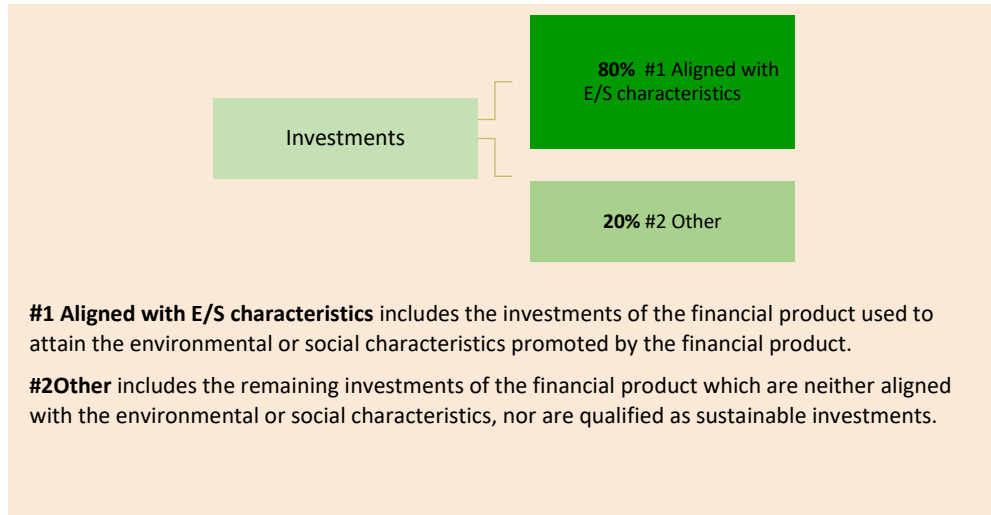 80% #1 Aligned with
E/S characteristics
Investments
20% #2 Other
#1 Aligned with E/S characteristics includes the investments of the financial product used to
attain the environmental or social characteristics promoted by the financial product.
#2Other includes the remaining investments of the financial product which are neither aligned
with the environmental or social characteristics, nor are qualified as sustainable investments.